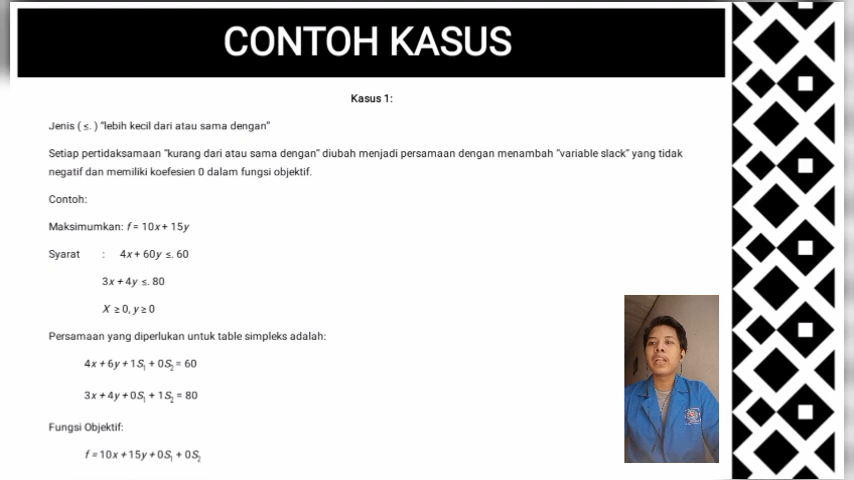 CONTOH KASUS
Kasus 1:
Jenis ( ≤. ) "lebih kecil dari atau sama dengan"
Setiap pertidaksamaan "kurang dari atau sama dengan" diubah menjadi persamaan dengan menambah "variable slack" yang tidak
negatif dan memiliki koefesien 0 dalam fungsi objektif.
Contoh:
Maksimumkan: f = 10x + 15y
Syarat : 4x + 60y ≤. 60
3x + 4y ≤. 80
X ≥ 0, y ≥ 0
Persamaan yang diperlukan untuk table simpleks adalah:
4x + 6y + 1S₁ + 0S₂ = 60
3x + 4y + 0S₁ + 1S₂ = 80
Fungsi Objektif:
f = 10x + 15y + 0S₁ + 0S₂